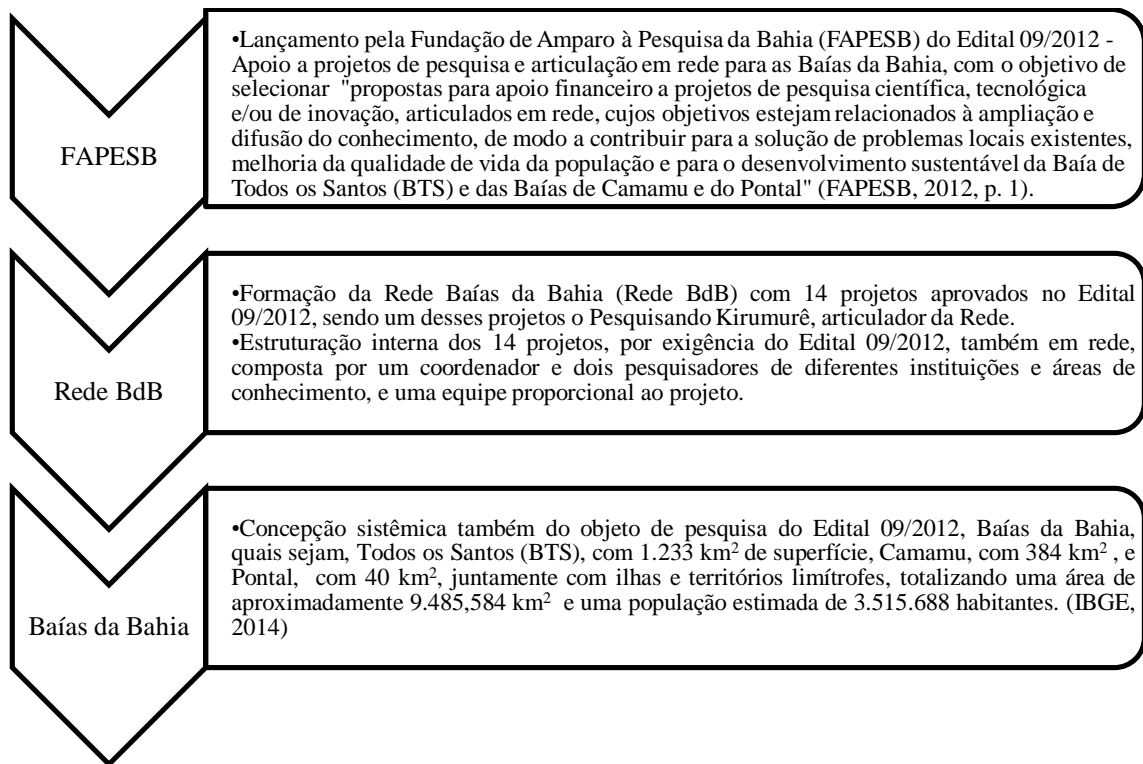 FAPESB
•Lançamento pela Fundação de Amparo à Pesquisa da Bahia (FAPESB) do Edital 09/2012 -
Apoio a projetos de pesquisa e articulação em rede para as Baías da Bahia, com o objetivo de
selecionar "propostas para apoio financeiro a projetos de pesquisa científica, tecnológica
e/ou de inovação, articulados em rede, cujos objetivos estejam relacionados à ampliação e
difusão do conhecimento, de modo a contribuir para a solução de problemas locais existentes,
melhoria da qualidade de vida da população e para o desenvolvimento sustentável da Baía de
Todos os Santos (BTS) e das Baías de Camamu e do Pontal" (FAPESB, 2012, p. 1).
Rede BdB
•Formação da Rede Baías da Bahia (Rede BdB) com 14 projetos aprovados no Edital
09/2012, sendo um desses projetos o Pesquisando Kirumurê, articulador da Rede.
•Estruturação interna dos 14 projetos, por exigência do Edital 09/2012, também em rede,
composta por um coordenador e dois pesquisadores de diferentes instituições e áreas de
conhecimento, e uma equipe proporcional ao projeto.
Baías da Bahia
•Concepção sistêmica também do objeto de pesquisa do Edital 09/2012, Baías da Bahia,
quais sejam, Todos os Santos (BTS), com 1.233 km² de superfície, Camamu, com 384 km² , e
Pontal, com 40 km², juntamente com ilhas e territórios limítrofes, totalizando uma área de
aproximadamente 9.485,584 km² e uma população estimada de 3.515.688 habitantes. (IBGE,
2014)